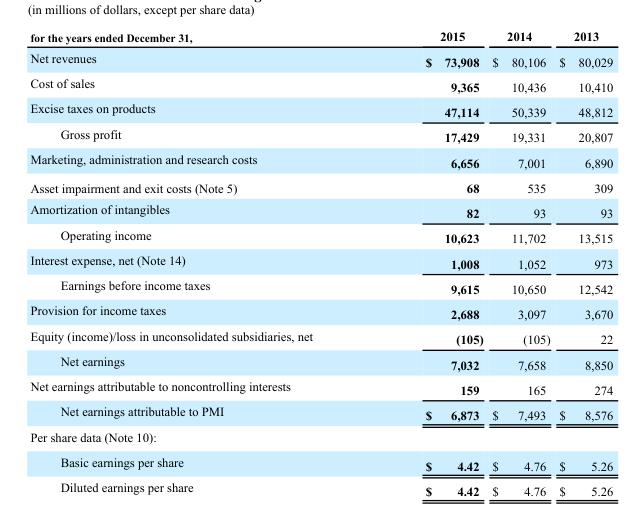 (in millions of dollars, except per share data)
for the years ended December 31, 2015 2014 2013
Net revenues $ 73,908 $ 80,106 $ 80,029
Cost of sales 9,365 10,436 10,410
Excise taxes on products 47,114 50,339 48,812
Gross profit 17,429 19,331 20,807
Marketing, administration and research costs 6,656 7,001 6,890
Asset impairment and exit costs (Note 5) 68 535 309
Amortization of intangibles 82 93 93
Operating income 10,623 11,702 13,515
Interest expense, net (Note 14) 1,008 1,052 973
Earnings before income taxes 9,615 10,650 12,542
Provision for income taxes 2,688 3,097 3,670
Equity (income)/loss in unconsolidated subsidiaries, net (105) (105) 22
Net earnings 7,032 7,658 8,850
Net earnings attributable to noncontrolling interests 159 165 274
Net earnings attributable to PMI $ 6,873 $ 7,493 $ 8,576
Per share data (Note 10):
Basic earnings per share $ 4.42 $ 4.76 $ 5.26
Diluted earnings per share $ 4.42 $ 4.76 $ 5.26